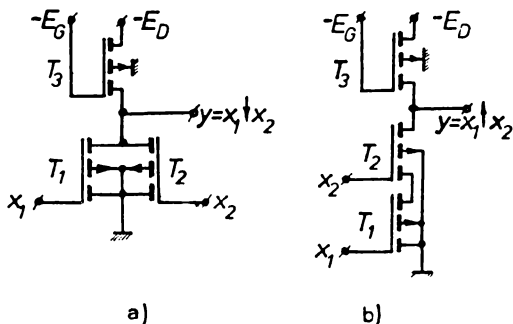 -E_G -E_D
T_3
y=x_1↓x_2
T_1 T_2
x_1 x_2
a)
-E_G -E_D
T_3
y=x_1↑x_2
T_2
x_2
T_1
x_1
b)